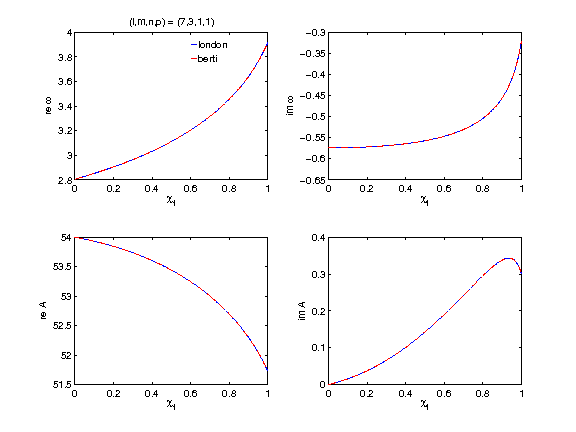 (l,m,n,p) = (7,3,1,1)
4
3.8
3.6
3.4
3.2
3
2.8
re ω
london
berti
0 0.2 0.4 0.6 0.8 1
χf
-0.3
-0.35
-0.4
-0.45
-0.5
-0.55
-0.6
-0.65
im ω
0 0.2 0.4 0.6 0.8 1
χf
54
53.5
53
52.5
52
51.5
re A
0 0.2 0.4 0.6 0.8 1
χf
0.4
0.3
0.2
0.1
0
im A
0 0.2 0.4 0.6 0.8 1
χf